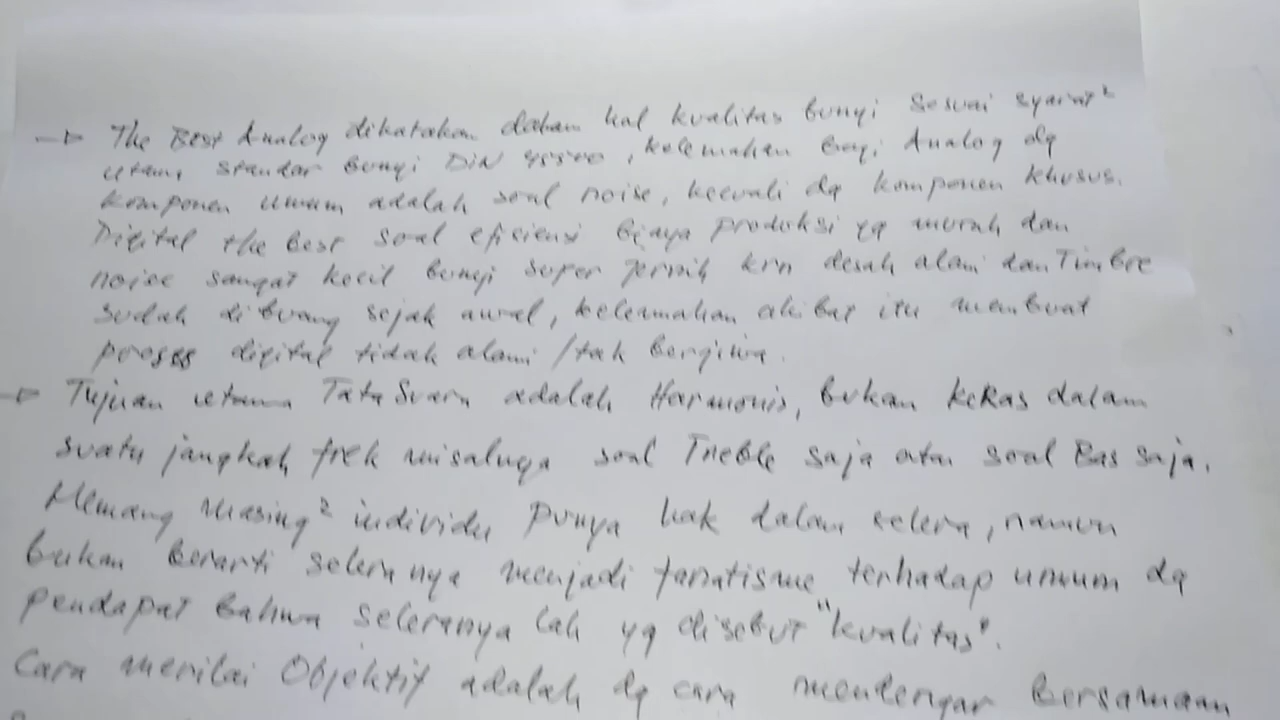 → The Best Analog dikatakan dalam hal kualitas bunyi sesuai syarat²
utama standar bunyi DIN 45500, kelemahan bagi Analog dg
komponen umum adalah soal noise, kecuali dg komponen khusus.
Digital the best soal efisiensi biaya produksi yg murah dan
noise sangat kecil bunyi super jernih krn desah alami dan Timbre
sudah dibuang sejak awal, kelemahan akibat itu membuat
proses digital tidak alami / tak berjiwa.
→ Tujuan utama Tata Suara adalah Harmonis, bukan keras dalam
suatu jangkah frek misalnya soal Treble saja atau soal Bas saja.
Memang masing² individu punya hak dalam selera, namun
bukan berarti seleranya menjadi fanatisme terhadap umum dg
pendapat bahwa seleranya lah yg disebut "kualitas".
Cara menilai Objektif adalah dg cara mendengar bersamaan